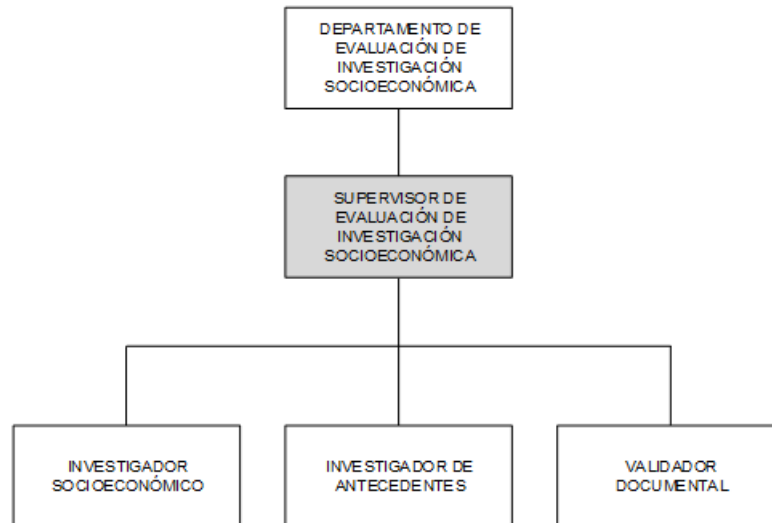 DEPARTAMENTO DE
EVALUACIÓN DE
INVESTIGACIÓN
SOCIOECONÓMICA
SUPERVISOR DE
EVALUACIÓN DE
INVESTIGACIÓN
SOCIOECONÓMICA
INVESTIGADOR
SOCIOECONÓMICO
INVESTIGADOR DE
ANTECEDENTES
VALIDADOR
DOCUMENTAL